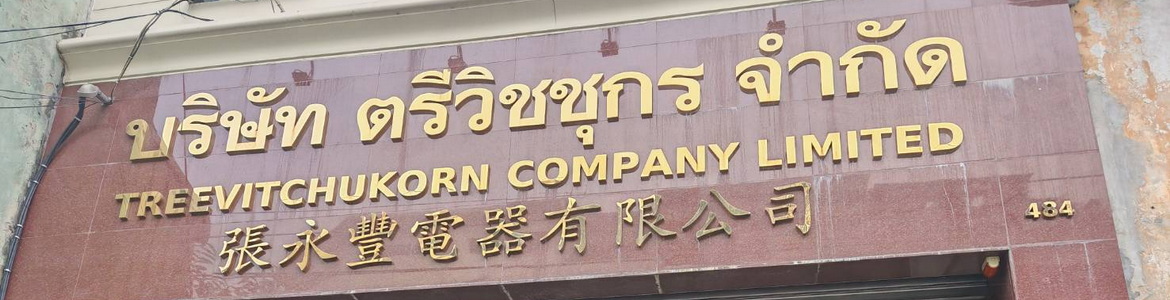 บริษัท ตรีวิชชุกร จำกัด
TREEVITCHUKORN COMPANY LIMITED
張永豐電器有限公司
484